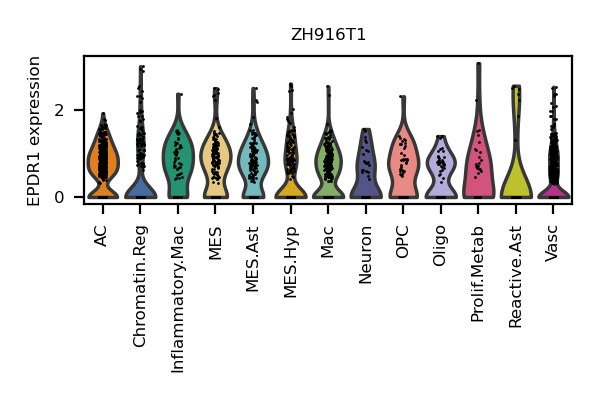 ZH916T1
EPDR1 expression
2
0
AC
Chromatin.Reg
Inflammatory.Mac
MES
MES.Ast
MES.Hyp
Mac
Neuron
OPC
Oligo
Prolif.Metab
Reactive.Ast
Vasc